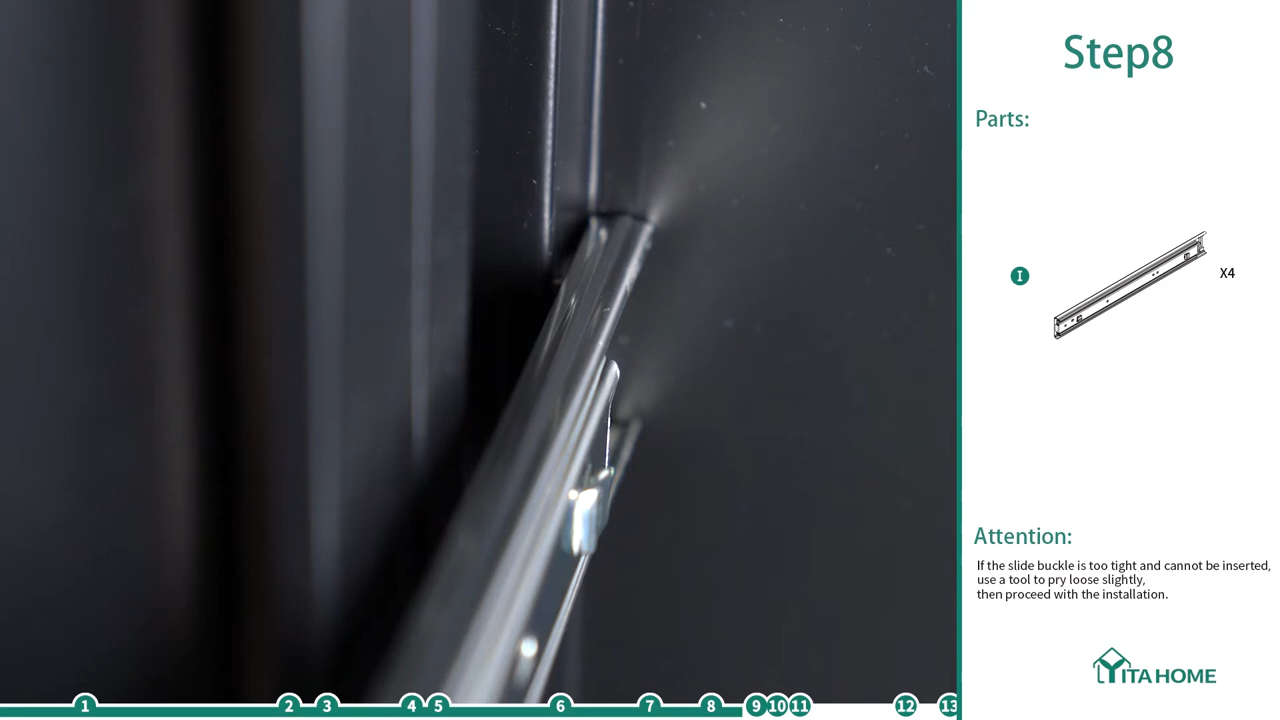 Step8
Parts:
I
X4
Attention:
If the slide buckle is too tight and cannot be inserted,
use a tool to pry loose slightly,
then proceed with the installation.
YITA HOME
1 2 3 4 5 6 7 8 9 10 11 12 13